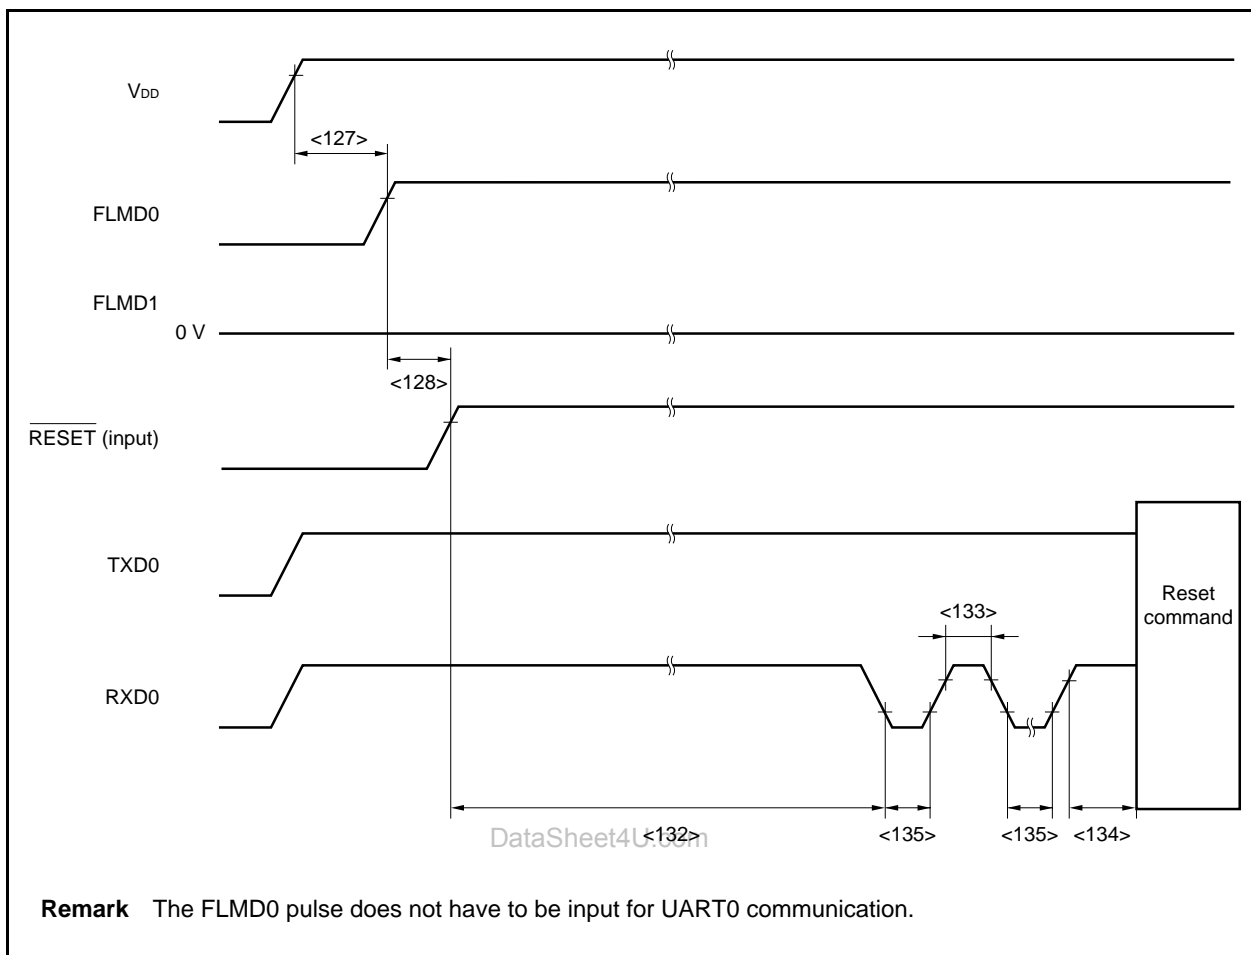 VDD
<127>
FLMD0
FLMD1
0 V
<128>
RESET (input)
TXD0
Reset
command
<133>
RXD0
<132>
<135>
<135>
<134>
DataSheet4U.com
Remark The FLMD0 pulse does not have to be input for UART0 communication.